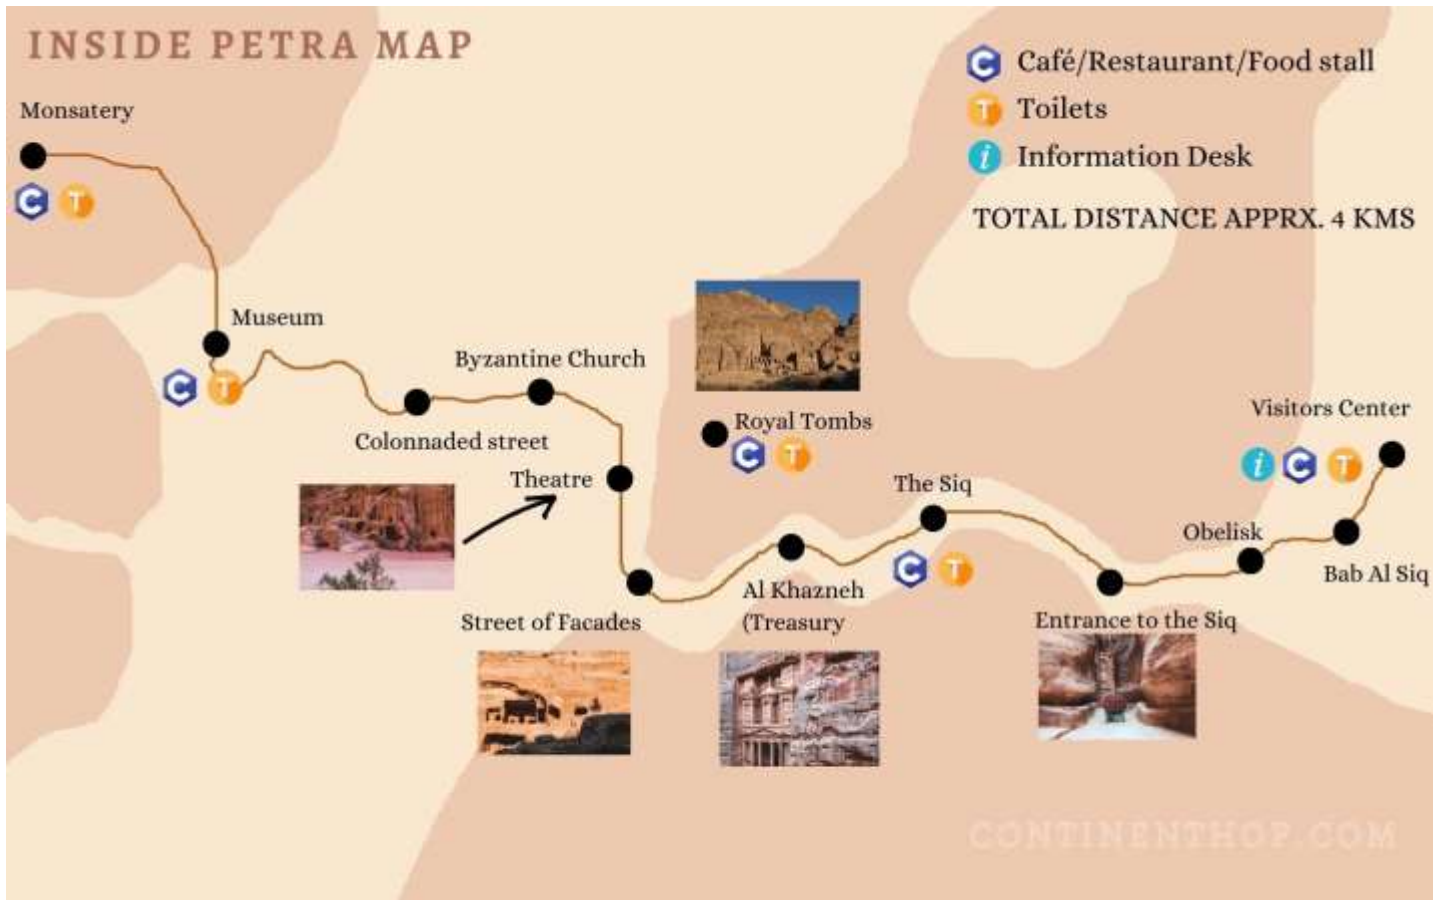 INSIDE PETRA MAP
C Café/Restaurant/Food stall
T Toilets
i Information Desk
TOTAL DISTANCE APPRX. 4 KMS
Monsatery
C T
Museum
C T
Byzantine Church
Colonnaded street
Royal Tombs
C T
Visitors Center
i C T
Theatre
The Siq
C T
Obelisk
Bab Al Siq
Al Khazneh
(Treasury
Street of Facades
Entrance to the Siq
CONTINENTHOP.COM